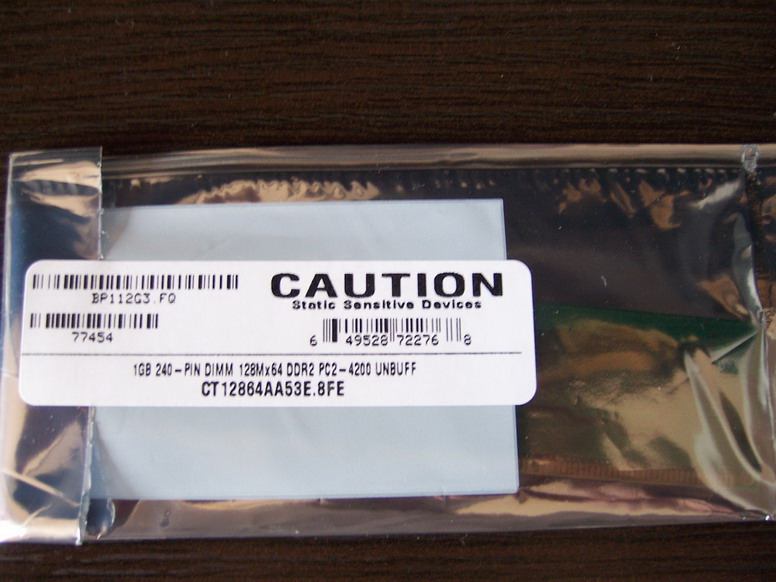 BP112G3.FQ
77454
CAUTION
Static Sensitive Devices
6 49528 72276 8
1GB 240-PIN DIMM 128Mx64 DDR2 PC2-4200 UNBUFF
CT12864AA53E.8FE